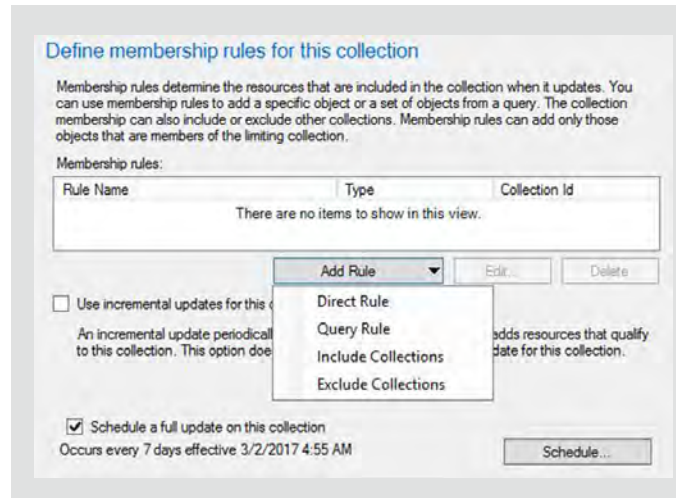 Define membership rules for this collection
Membership rules determine the resources that are included in the collection when it updates. You
can use membership rules to add a specific object or a set of objects from a query. The collection
membership can also include or exclude other collections. Membership rules can add only those
objects that are members of the limiting collection.
Membership rules:
Rule Name Type Collection Id
There are no items to show in this view.
Add Rule Edit... Delete
Use incremental updates for this
Direct Rule
Query Rule
An incremental update periodical adds resources that qualify
to this collection. This option doe date for this collection.
Include Collections
Exclude Collections
Schedule a full update on this collection
Occurs every 7 days effective 3/2/2017 4:55 AM Schedule...